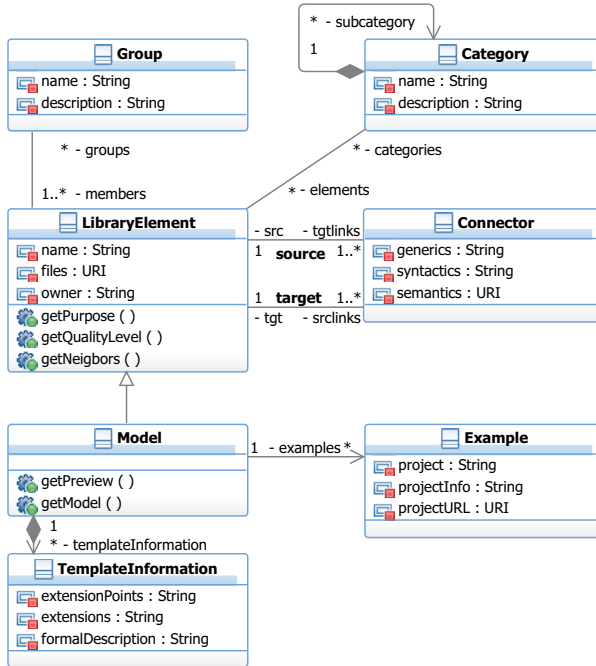 * - subcategory
1
Group
name : String
description : String
Category
name : String
description : String
* - groups
* - categories
1..* - members
* - elements
LibraryElement
name : String
files : URI
owner : String
getPurpose ( )
getQualityLevel ( )
getNeigbors ( )
- src - tgtlinks
1 source 1..*
1 target 1..*
- tgt - srclinks
Connector
generics : String
syntactics : String
semantics : URI
Model
getPreview ( )
getModel ( )
1 - examples *
Example
project : String
projectInfo : String
projectURL : URI
1
* - templateInformation
TemplateInformation
extensionPoints : String
extensions : String
formalDescription : String